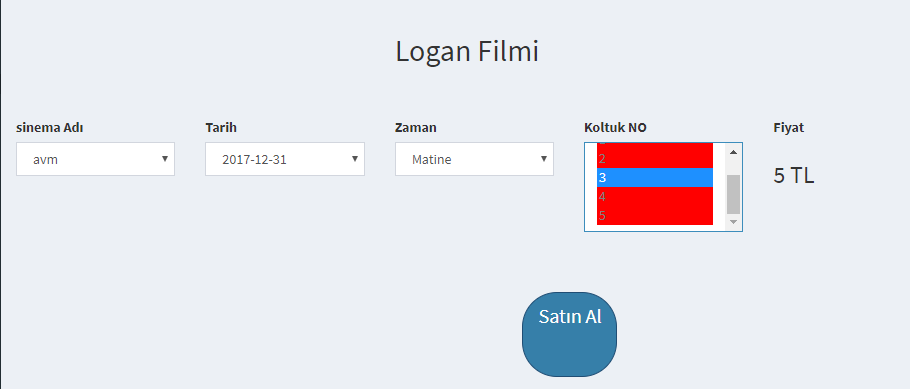 Logan Filmi
sinema Adı
Tarih
Zaman
Koltuk NO
Fiyat
avm
2017-12-31
Matine
2
3
4
5
5 TL
Satın Al